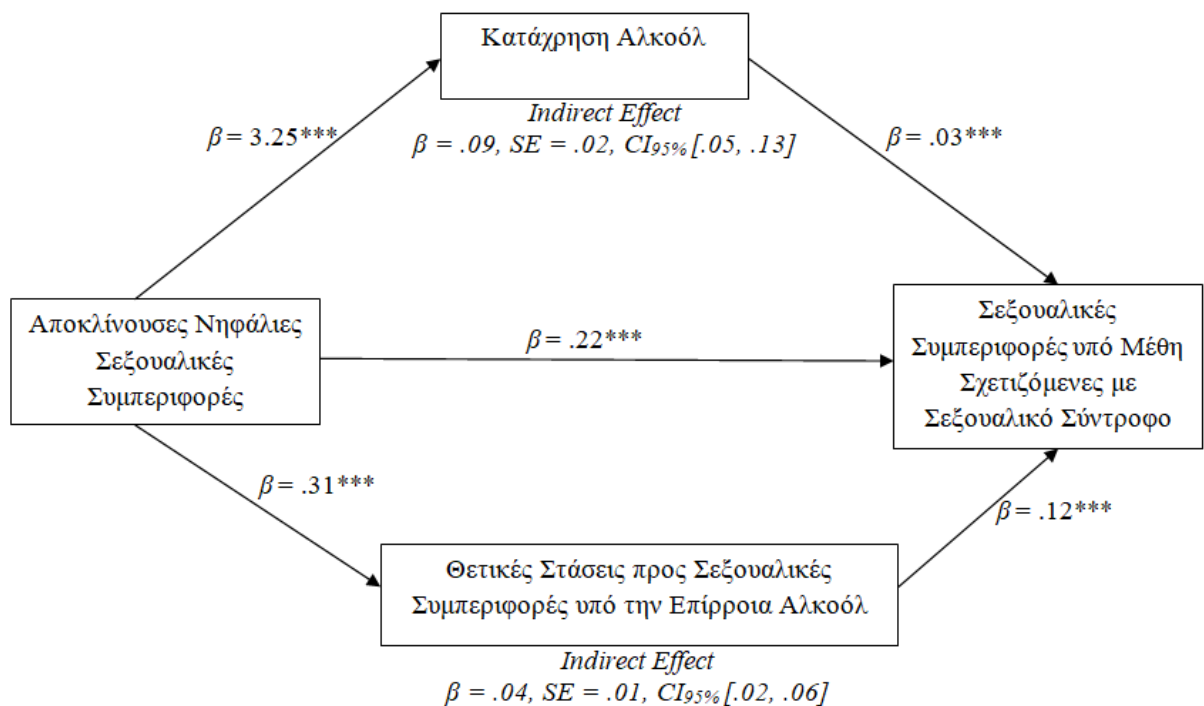 Κατάχρηση Αλκοόλ
Indirect Effect
β = .09, SE = .02, CI95% [.05, .13]
β = 3.25***
β = .03***
Αποκλίνουσες Νηφάλιες
Σεξουαλικές
Συμπεριφορές
β = .22***
Σεξουαλικές
Συμπεριφορές υπό Μέθη
Σχετιζόμενες με
Σεξουαλικό Σύντροφο
β = .31***
β = .12***
Θετικές Στάσεις προς Σεξουαλικές
Συμπεριφορές υπό την Επίρροια Αλκοόλ
Indirect Effect
β = .04, SE = .01, CI95% [.02, .06]